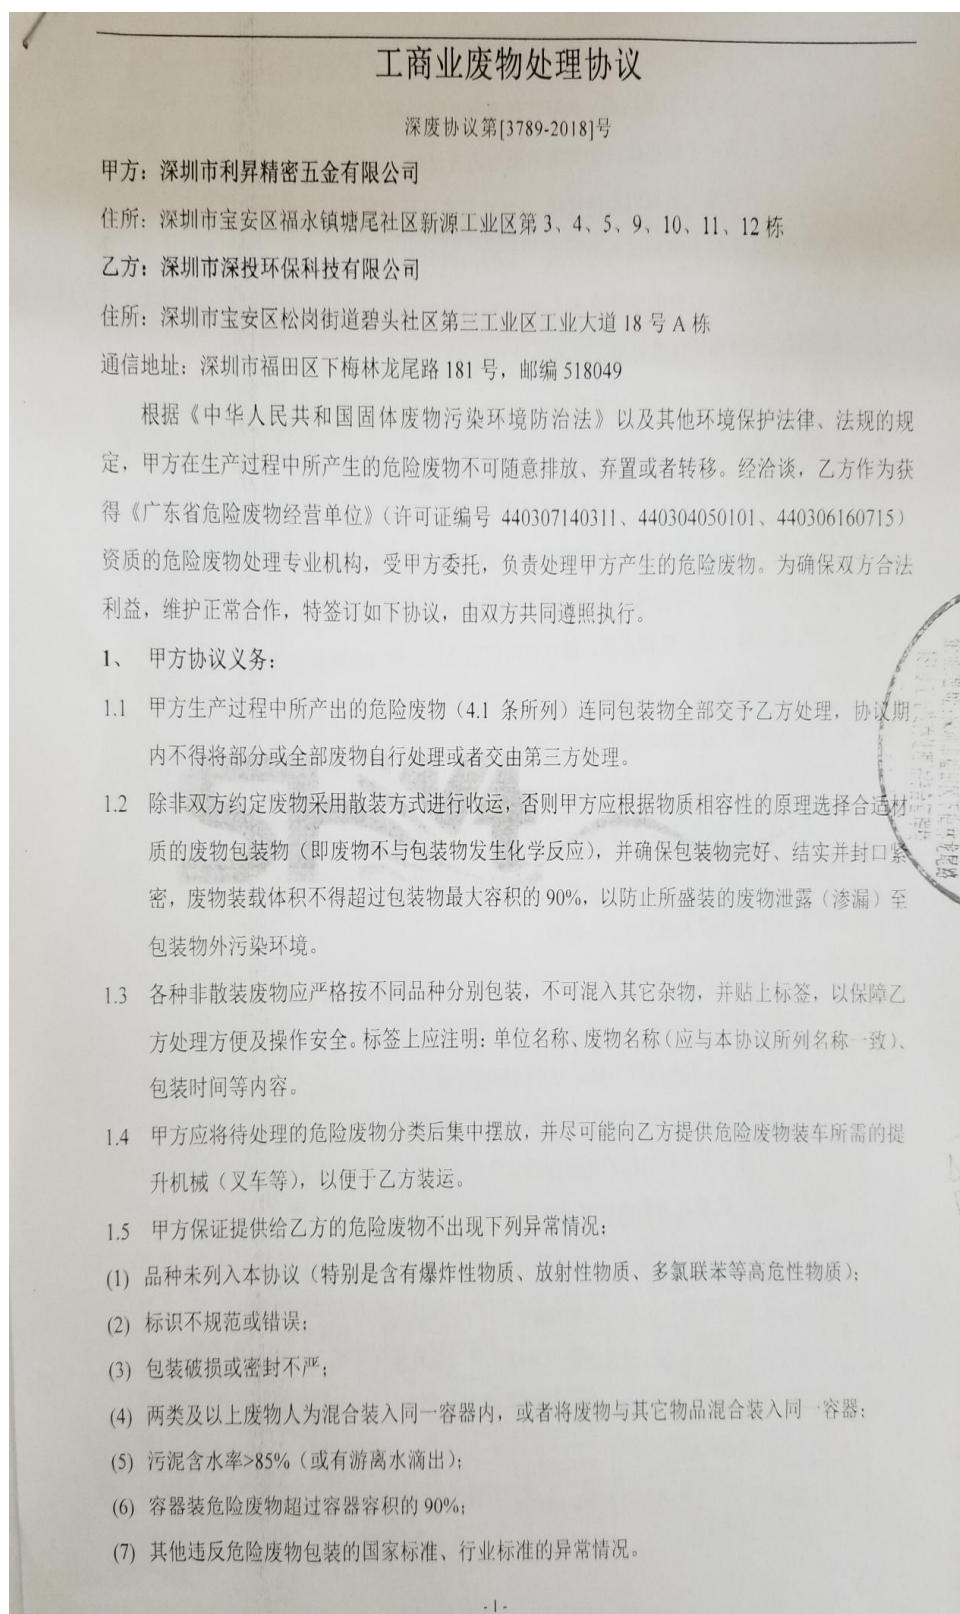 工商业废物处理协议
深废协议第[3789-2018]号
甲方：深圳市利昇精密五金有限公司
住所：深圳市宝安区福永镇塘尾社区新源工业区第 3、4、5、9、10、11、12 栋
乙方：深圳市深投环保科技有限公司
住所：深圳市宝安区松岗街道碧头社区第三工业区工业大道 18 号 A 栋
通信地址：深圳市福田区下梅林龙尾路 181 号，邮编 518049
根据《中华人民共和国固体废物污染环境防治法》以及其他环境保护法律、法规的规
定，甲方在生产过程中所产生的危险废物不可随意排放、弃置或者转移。经洽谈，乙方作为获
得《广东省危险废物经营单位》（许可证编号 440307140311、440304050101、440306160715）
资质的危险废物处理专业机构，受甲方委托，负责处理甲方产生的危险废物。为确保双方合法
利益，维护正常合作，特签订如下协议，由双方共同遵照执行。
1、 甲方协议义务：
1.1 甲方生产过程中所产出的危险废物（4.1 条所列）连同包装物全部交予乙方处理，协议期
内不得将部分或全部废物自行处理或者交由第三方处理。
1.2 除非双方约定废物采用散装方式进行收运，否则甲方应根据物质相容性的原理选择合适材
质的废物包装物（即废物不与包装物发生化学反应），并确保包装物完好、结实并封口紧
密，废物装载体积不得超过包装物最大容积的 90%，以防止所盛装的废物泄露（渗漏）至
包装物外污染环境。
1.3 各种非散装废物应严格按不同品种分别包装，不可混入其它杂物，并贴上标签，以保障乙
方处理方便及操作安全。标签上应注明：单位名称、废物名称（应与本协议所列名称一致）、
包装时间等内容。
1.4 甲方应将待处理的危险废物分类后集中摆放，并尽可能向乙方提供危险废物装车所需的提
升机械（叉车等），以便于乙方装运。
1.5 甲方保证提供给乙方的危险废物不出现下列异常情况：
(1) 品种未列入本协议（特别是含有爆炸性物质、放射性物质、多氯联苯等高危性物质）；
(2) 标识不规范或错误；
(3) 包装破损或密封不严；
(4) 两类及以上废物人为混合装入同一容器内，或者将废物与其它物品混合装入同一容器；
(5) 污泥含水率>85%（或有游离水滴出）；
(6) 容器装危险废物超过容器容积的 90%；
(7) 其他违反危险废物包装的国家标准、行业标准的异常情况。
- 1 -